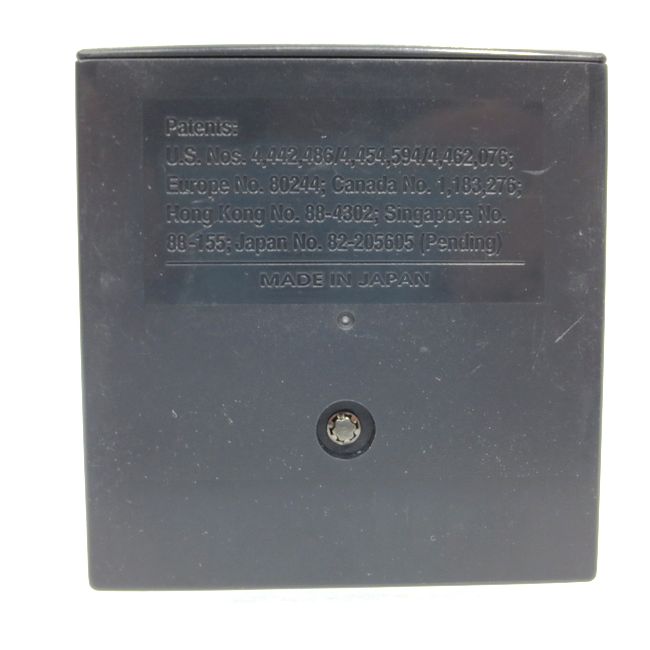 Patents:
U.S. Nos. 4,442,486/4,454,594/4,462,076;
Europe No. 80244; Canada No. 1,183,276;
Hong Kong No. 88-4302; Singapore No.
88-155; Japan No. 82-205605 (Pending)
MADE IN JAPAN